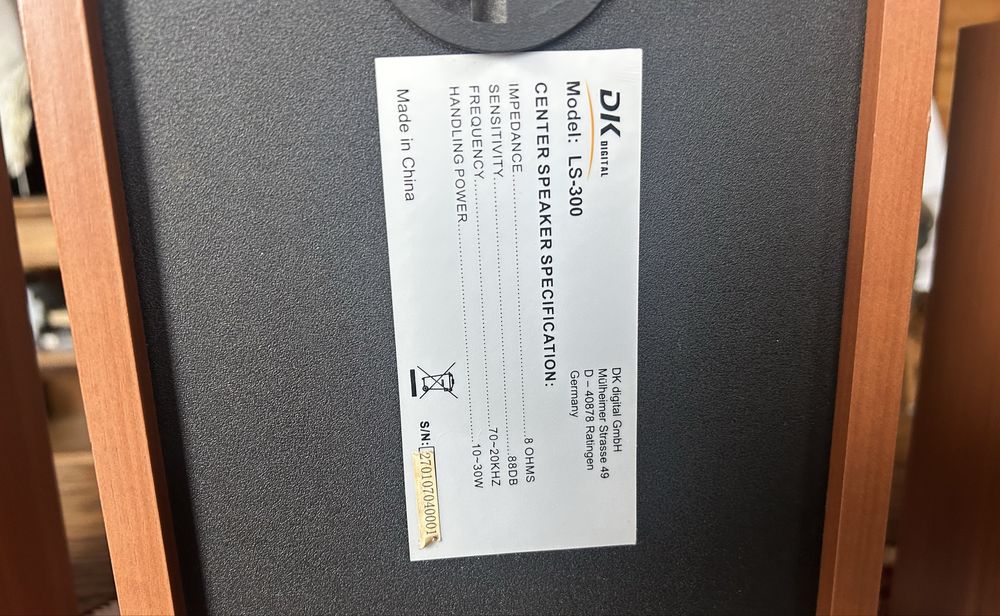 DK DIGITAL
Model: LS-300
DK digital GmbH
Mülheimer Strasse 49
D – 40878 Ratingen
Germany
CENTER SPEAKER SPECIFICATION:
IMPEDANCE........................8 OHMS
SENSITIVITY........................88DB
FREQUENCY........................70~20KHZ
HANDLING POWER........................10~30W
Made in China
S/N: 270107040001